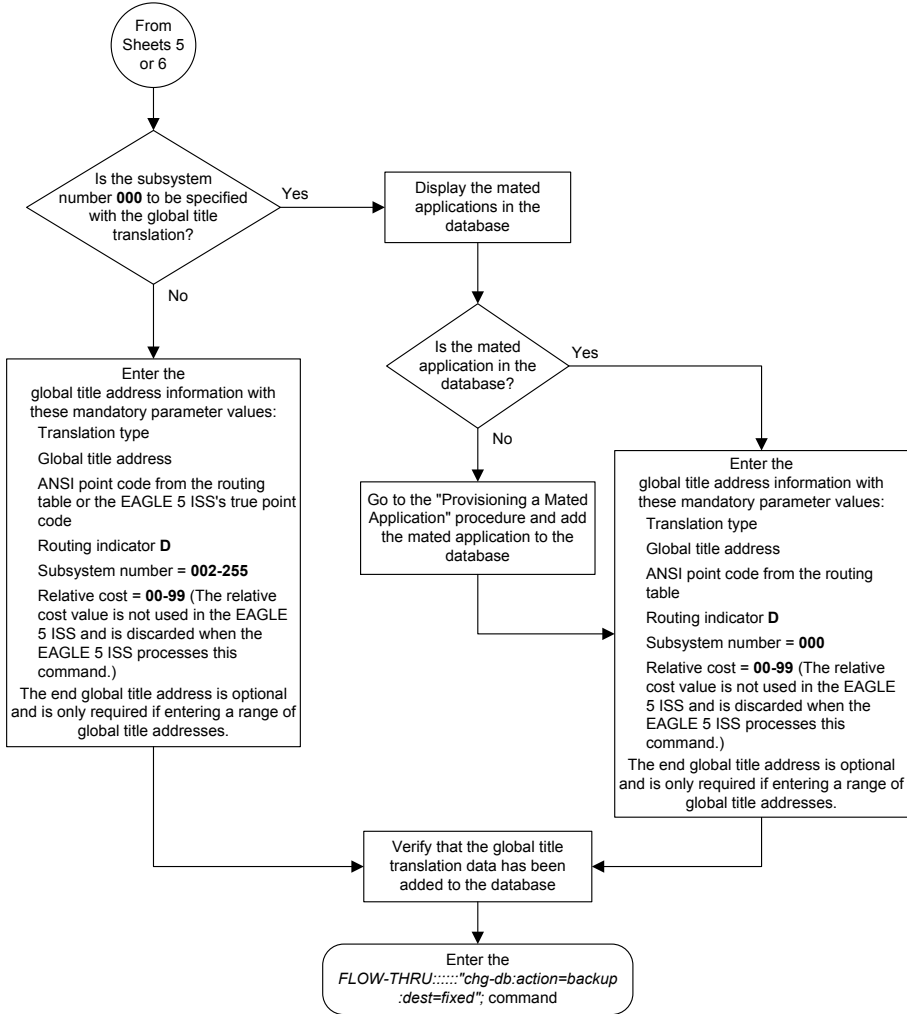 From
Sheets 5
or 6
Is the subsystem
number 000 to be specified
with the global title
translation?
Yes
No
Display the mated
applications in the
database
Is the mated
application in the
database?
Yes
No
Go to the "Provisioning a Mated
Application" procedure and add
the mated application to the
database
Enter the
global title address information with
these mandatory parameter values:
Translation type
Global title address
ANSI point code from the routing
table or the EAGLE 5 ISS's true point
code
Routing indicator D
Subsystem number = 002-255
Relative cost = 00-99 (The relative
cost value is not used in the EAGLE
5 ISS and is discarded when the
EAGLE 5 ISS processes this
command.)
The end global title address is optional
and is only required if entering a range of
global title addresses.
Enter the
global title address information with
these mandatory parameter values:
Translation type
Global title address
ANSI point code from the routing
table
Routing indicator D
Subsystem number = 000
Relative cost = 00-99 (The relative
cost value is not used in the EAGLE
5 ISS and is discarded when the
EAGLE 5 ISS processes this
command.)
The end global title address is optional
and is only required if entering a range of
global title addresses.
Verify that the global title
translation data has been
added to the database
Enter the
FLOW-THRU::::::"chg-db:action=backup
:dest=fixed"; command